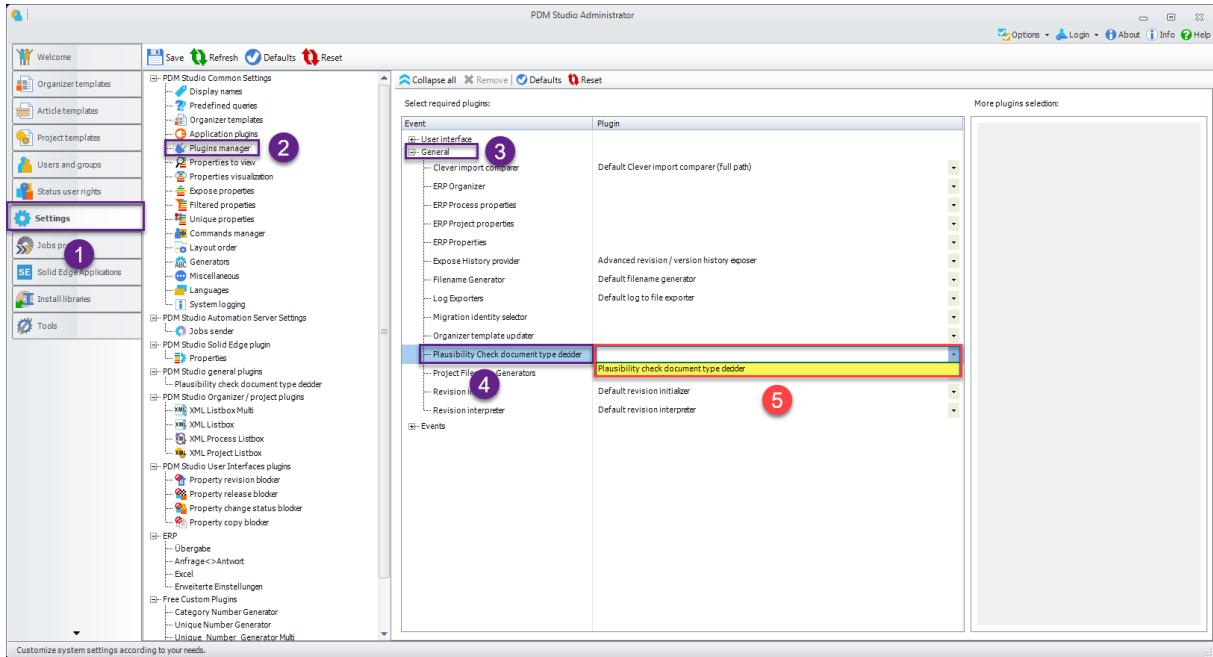 PDM Studio Administrator
Options Login About Info Help
Welcome
Organizer templates
Article templates
Project templates
Users and groups
Status user rights
Settings
1
Jobs pr
Solid Edge Applications
Install libraries
Tools
Save Refresh Defaults Reset
PDM Studio Common Settings
Display names
Predefined queries
Organizer templates
Application plugins
Plugins manager
2
Properties to view
Properties visualization
Expose properties
Filtered properties
Unique properties
Commands manager
Layout order
Generators
Miscellaneous
Languages
System logging
PDM Studio Automation Server Settings
Jobs sender
PDM Studio Solid Edge plugin
Properties
PDM Studio general plugins
Plausibility check document type decider
PDM Studio Organizer / project plugins
XML Listbox Multi
XML Listbox
XML Process Listbox
XML Project Listbox
PDM Studio User Interfaces plugins
Property revision blocker
Property release blocker
Property change status blocker
Property copy blocker
ERP
Übergabe
Anfrage<>Antwort
Excel
Erweiterte Einstellungen
Free Custom Plugins
Category Number Generator
Unique Number Generator
Unique Number Generator Multi
Collapse all Remove Defaults Reset
Select required plugins:
Event Plugin
User interface
General
3
Clever import comparer Default Clever import comparer (full path)
ERP Organizer
ERP Process properties
ERP Project properties
ERP Properties
Expose History provider Advanced revision / version history exposer
Filename Generator Default filename generator
Log Exporters Default log to file exporter
Migration identity selector
Organizer template updater
Plausibility Check document type decider
Plausibility check document type decider
Project File Generators
4
5
Revision Default revision initializer
Revision interpreter Default revision interpreter
Events
More plugins selection:
Customize system settings according to your needs.